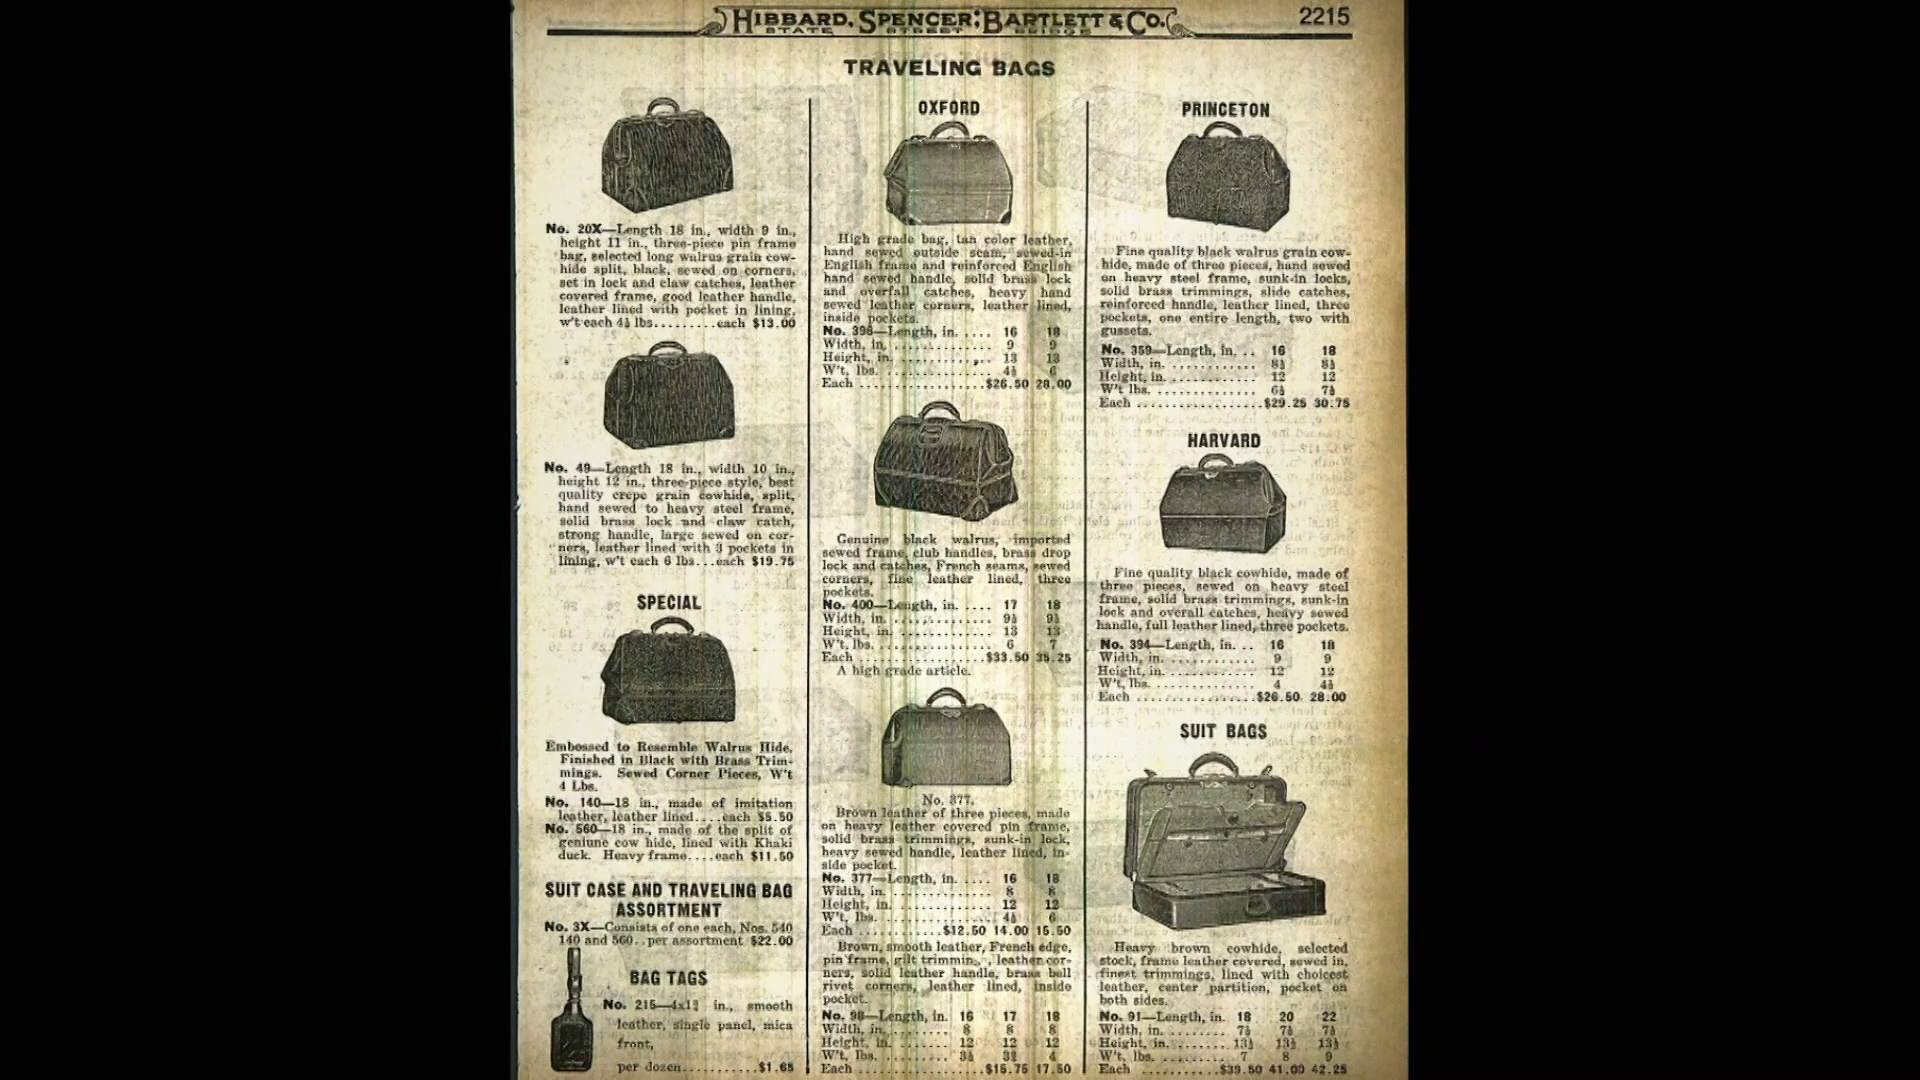 HIBBARD, SPENCER, BARTLETT & CO.
STATE STREET BRIDGE
2215
TRAVELING BAGS
No. 20X—Length 18 in., width 9 in.,
height 11 in., three-piece pin frame
bag, selected long walrus grain cow-
hide split, black, sewed on corners,
set in lock and claw catches, leather
covered frame, good leather handle,
leather lined with pocket in lining,
w't each 4½ lbs.........each $13.00
No. 49—Length 18 in., width 10 in.,
height 12 in., three-piece style, best
quality crepe grain cowhide, split,
hand sewed to heavy steel frame,
solid brass lock and claw catch,
strong handle, large sewed on cor-
ners, leather lined with 3 pockets in
lining, w't each 6 lbs...each $19.75
SPECIAL
Embossed to Resemble Walrus Hide,
Finished in Black with Brass Trim-
mings. Sewed Corner Pieces, W't
4 Lbs.
No. 140—18 in., made of imitation
leather, leather lined....each $5.50
No. 560—18 in., made of the split of
geniune cow hide, lined with Khaki
duck. Heavy frame....each $11.50
SUIT CASE AND TRAVELING BAG
ASSORTMENT
No. 3X—Consists of one each, Nos. 540
140 and 560..per assortment $22.00
BAG TAGS
No. 215—4x1¾ in., smooth
leather, single panel, mica
front,
per dozen...........$1.65
OXFORD
High grade bag, tan color leather,
hand sewed outside seam, sewed-in
English frame and reinforced English
hand sewed handle, solid brass lock
and overfall catches, heavy hand
sewed leather corners, leather lined,
inside pockets.
No. 398—Length, in. .... 16 18
Width, in. ............. 9 9
Height, in. ............ 13 13
W't, lbs. .............. 4½ 6
Each ................$26.50 28.00
Genuine black walrus, imported
sewed frame, club handles, brass drop
lock and catches, French seams, sewed
corners, fine leather lined, three
pockets.
No. 400—Length, in. .... 17 18
Width, in. ............. 9½ 9½
Height, in. ............ 13 13
W't, lbs. .............. 6 7
Each ................$33.50 35.25
A high grade article.
No. 377.
Brown leather of three pieces, made
on heavy leather covered pin frame,
solid brass trimmings, sunk-in lock,
heavy sewed handle, leather lined, in-
side pocket.
No. 377—Length, in. .... 16 18
Width, in. ............. 8 8
Height, in. ............ 12 12
W't, lbs. .............. 4½ 6
Each ............$12.50 14.00 15.50
Brown, smooth leather, French edge,
pin frame, gilt trimmin , leather cor-
ners, solid leather handle, brass bell
rivet corners, leather lined, inside
pocket.
No. 98—Length, in. 16 17 18
Width, in. ........ 8 8 8
Height, in. ....... 12 12 12
W't, lbs. ......... 3½ 3¾ 4
Each ................$15.75 17.50
PRINCETON
Fine quality black walrus grain cow-
hide, made of three pieces, hand sewed
on heavy steel frame, sunk-in locks,
solid brass trimmings, slide catches,
reinforced handle, leather lined, three
pockets, one entire length, two with
gussets.
No. 359—Length, in. .. 16 18
Width, in. ........... 8½ 8½
Height, in. .......... 12 12
W't lbs. ............. 6½ 7½
Each ................$29.25 30.75
HARVARD
Fine quality black cowhide, made of
three pieces, sewed on heavy steel
frame, solid brass trimmings, sunk-in
lock and overall catches, heavy sewed
handle, full leather lined, three pockets.
No. 394—Length, in. .. 16 18
Width, in. ........... 9 9
Height, in. .......... 12 12
W't, lbs. ............ 4 4½
Each ...............$26.50 28.00
SUIT BAGS
Heavy brown cowhide, selected
stock, frame leather covered, sewed in,
finest trimmings, lined with choicest
leather, center partition, pocket on
both sides.
No. 91—Length, in. 18 20 22
Width, in. ........ 7½ 7½ 7½
Height, in. ....... 13½ 13½ 13½
W't, lbs. ......... 7 8 9
Each ...........$39.50 41.00 42.25